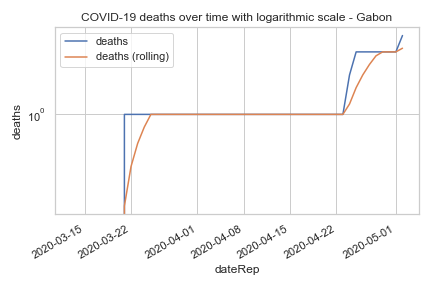 COVID-19 deaths over time with logarithmic scale - Gabon
deaths
deaths (rolling)
deaths
10⁰
2020-03-15
2020-03-22
2020-04-01
2020-04-08
2020-04-15
2020-04-22
2020-05-01
dateRep